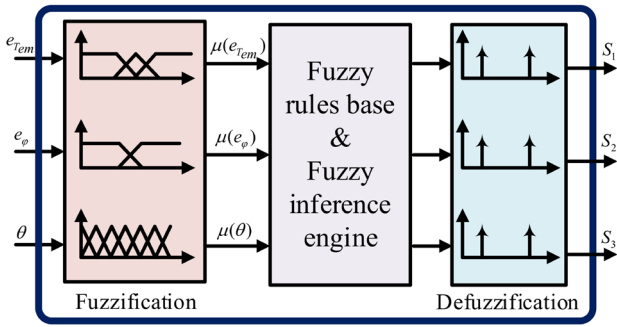 e_{Tem} μ(e_{Tem}) S_1
e_φ μ(e_φ) S_2
θ μ(θ) S_3
Fuzzy
rules base
&
Fuzzy
inference
engine
Fuzzification
Defuzzification